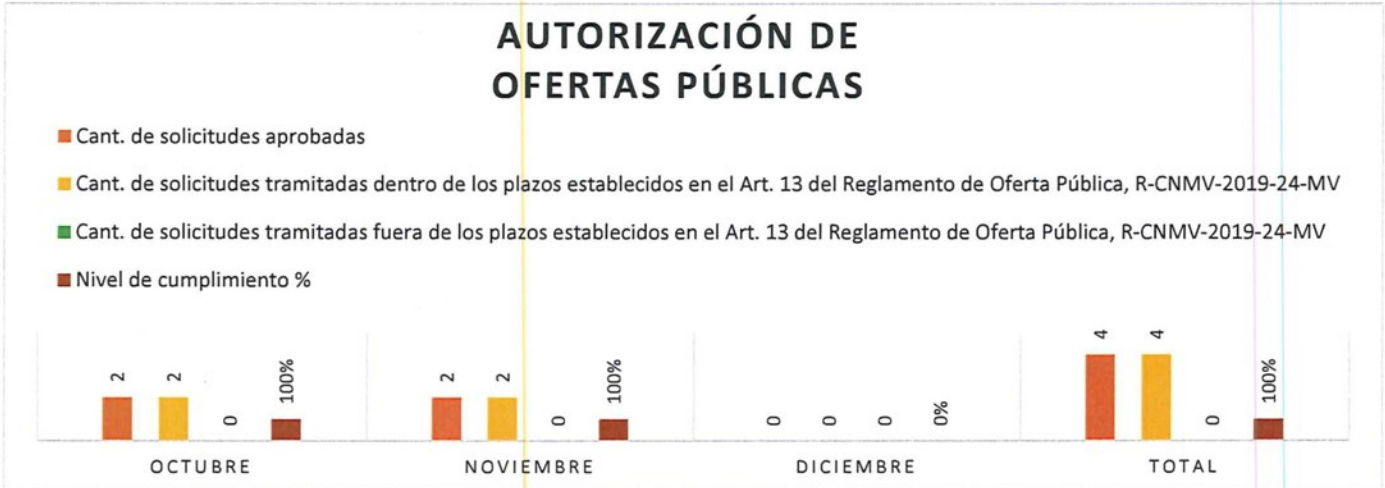 AUTORIZACIÓN DE
OFERTAS PÚBLICAS
Cant. de solicitudes aprobadas
Cant. de solicitudes tramitadas dentro de los plazos establecidos en el Art. 13 del Reglamento de Oferta Pública, R-CNMV-2019-24-MV
Cant. de solicitudes tramitadas fuera de los plazos establecidos en el Art. 13 del Reglamento de Oferta Pública, R-CNMV-2019-24-MV
Nivel de cumplimiento %
2 2 0 100% 2 2 0 100% 0 0 0 0% 4 4 0 100%
OCTUBRE NOVIEMBRE DICIEMBRE TOTAL